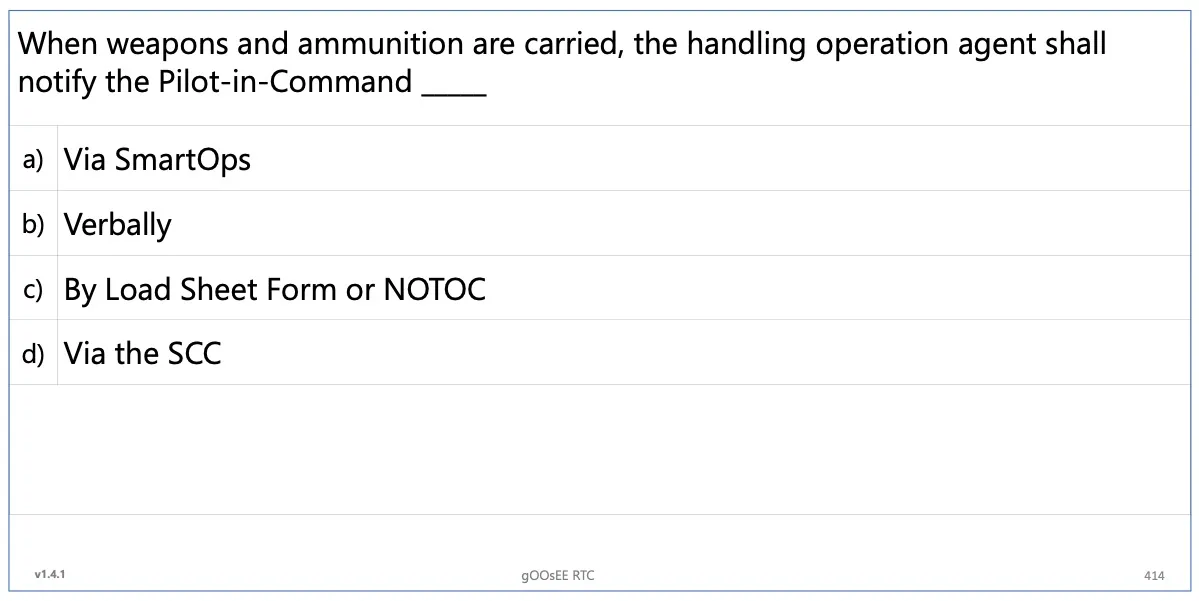 When weapons and ammunition are carried, the handling operation agent shall
notify the Pilot-in-Command _____
a) Via SmartOps
b) Verbally
c) By Load Sheet Form or NOTOC
d) Via the SCC
v1.4.1 gOOsEE RTC 414